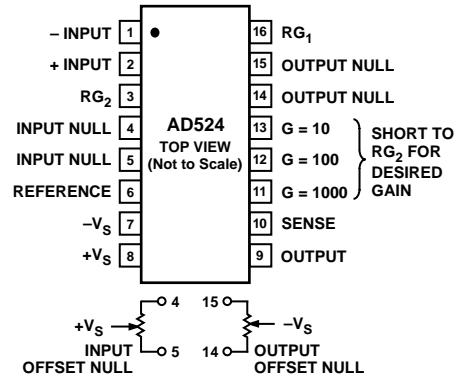 – INPUT 1
+ INPUT 2
RG2 3
INPUT NULL 4
INPUT NULL 5
REFERENCE 6
–VS 7
+VS 8
AD524
TOP VIEW
(Not to Scale)
16 RG1
15 OUTPUT NULL
14 OUTPUT NULL
13 G = 10
12 G = 100
11 G = 1000
10 SENSE
9 OUTPUT
SHORT TO
RG2 FOR
DESIRED
GAIN
4
+VS
5
INPUT
OFFSET NULL
15
–VS
14
OUTPUT
OFFSET NULL